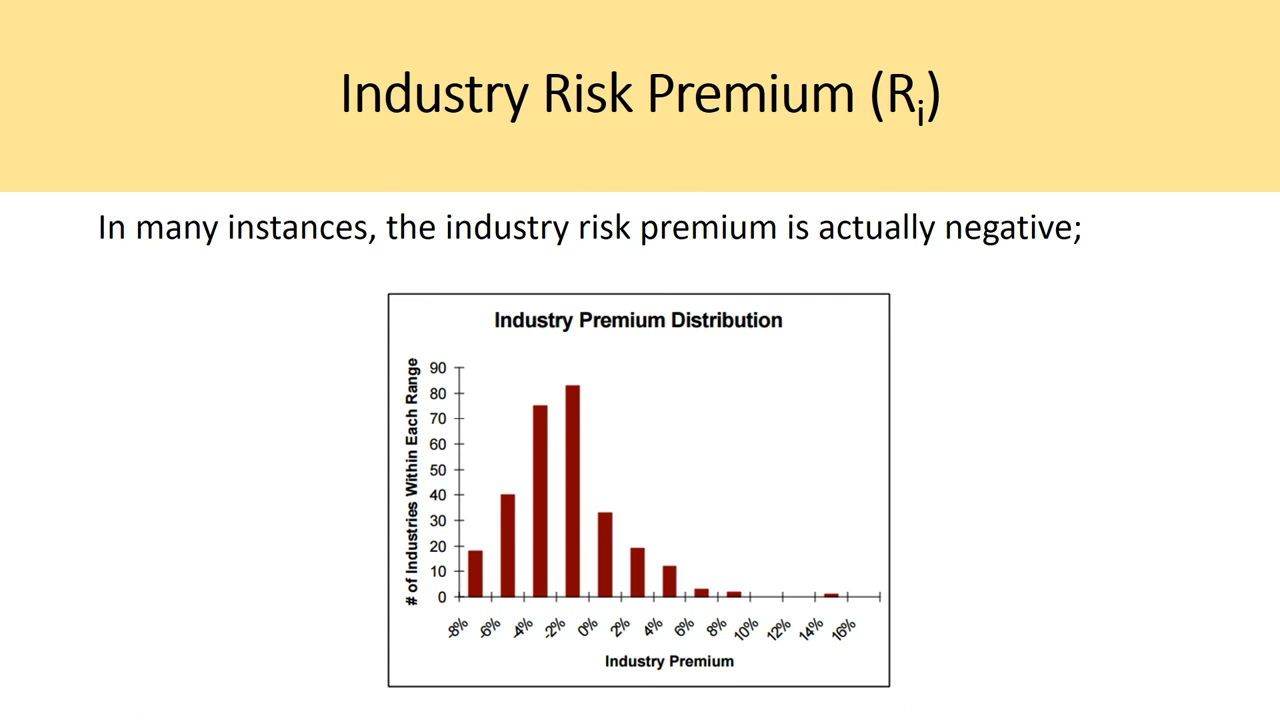 Industry Risk Premium (Ri)
In many instances, the industry risk premium is actually negative;
Industry Premium Distribution
# of Industries Within Each Range
90
80
70
60
50
40
30
20
10
0
-8% -6% -4% -2% 0% 2% 4% 6% 8% 10% 12% 14% 16%
Industry Premium